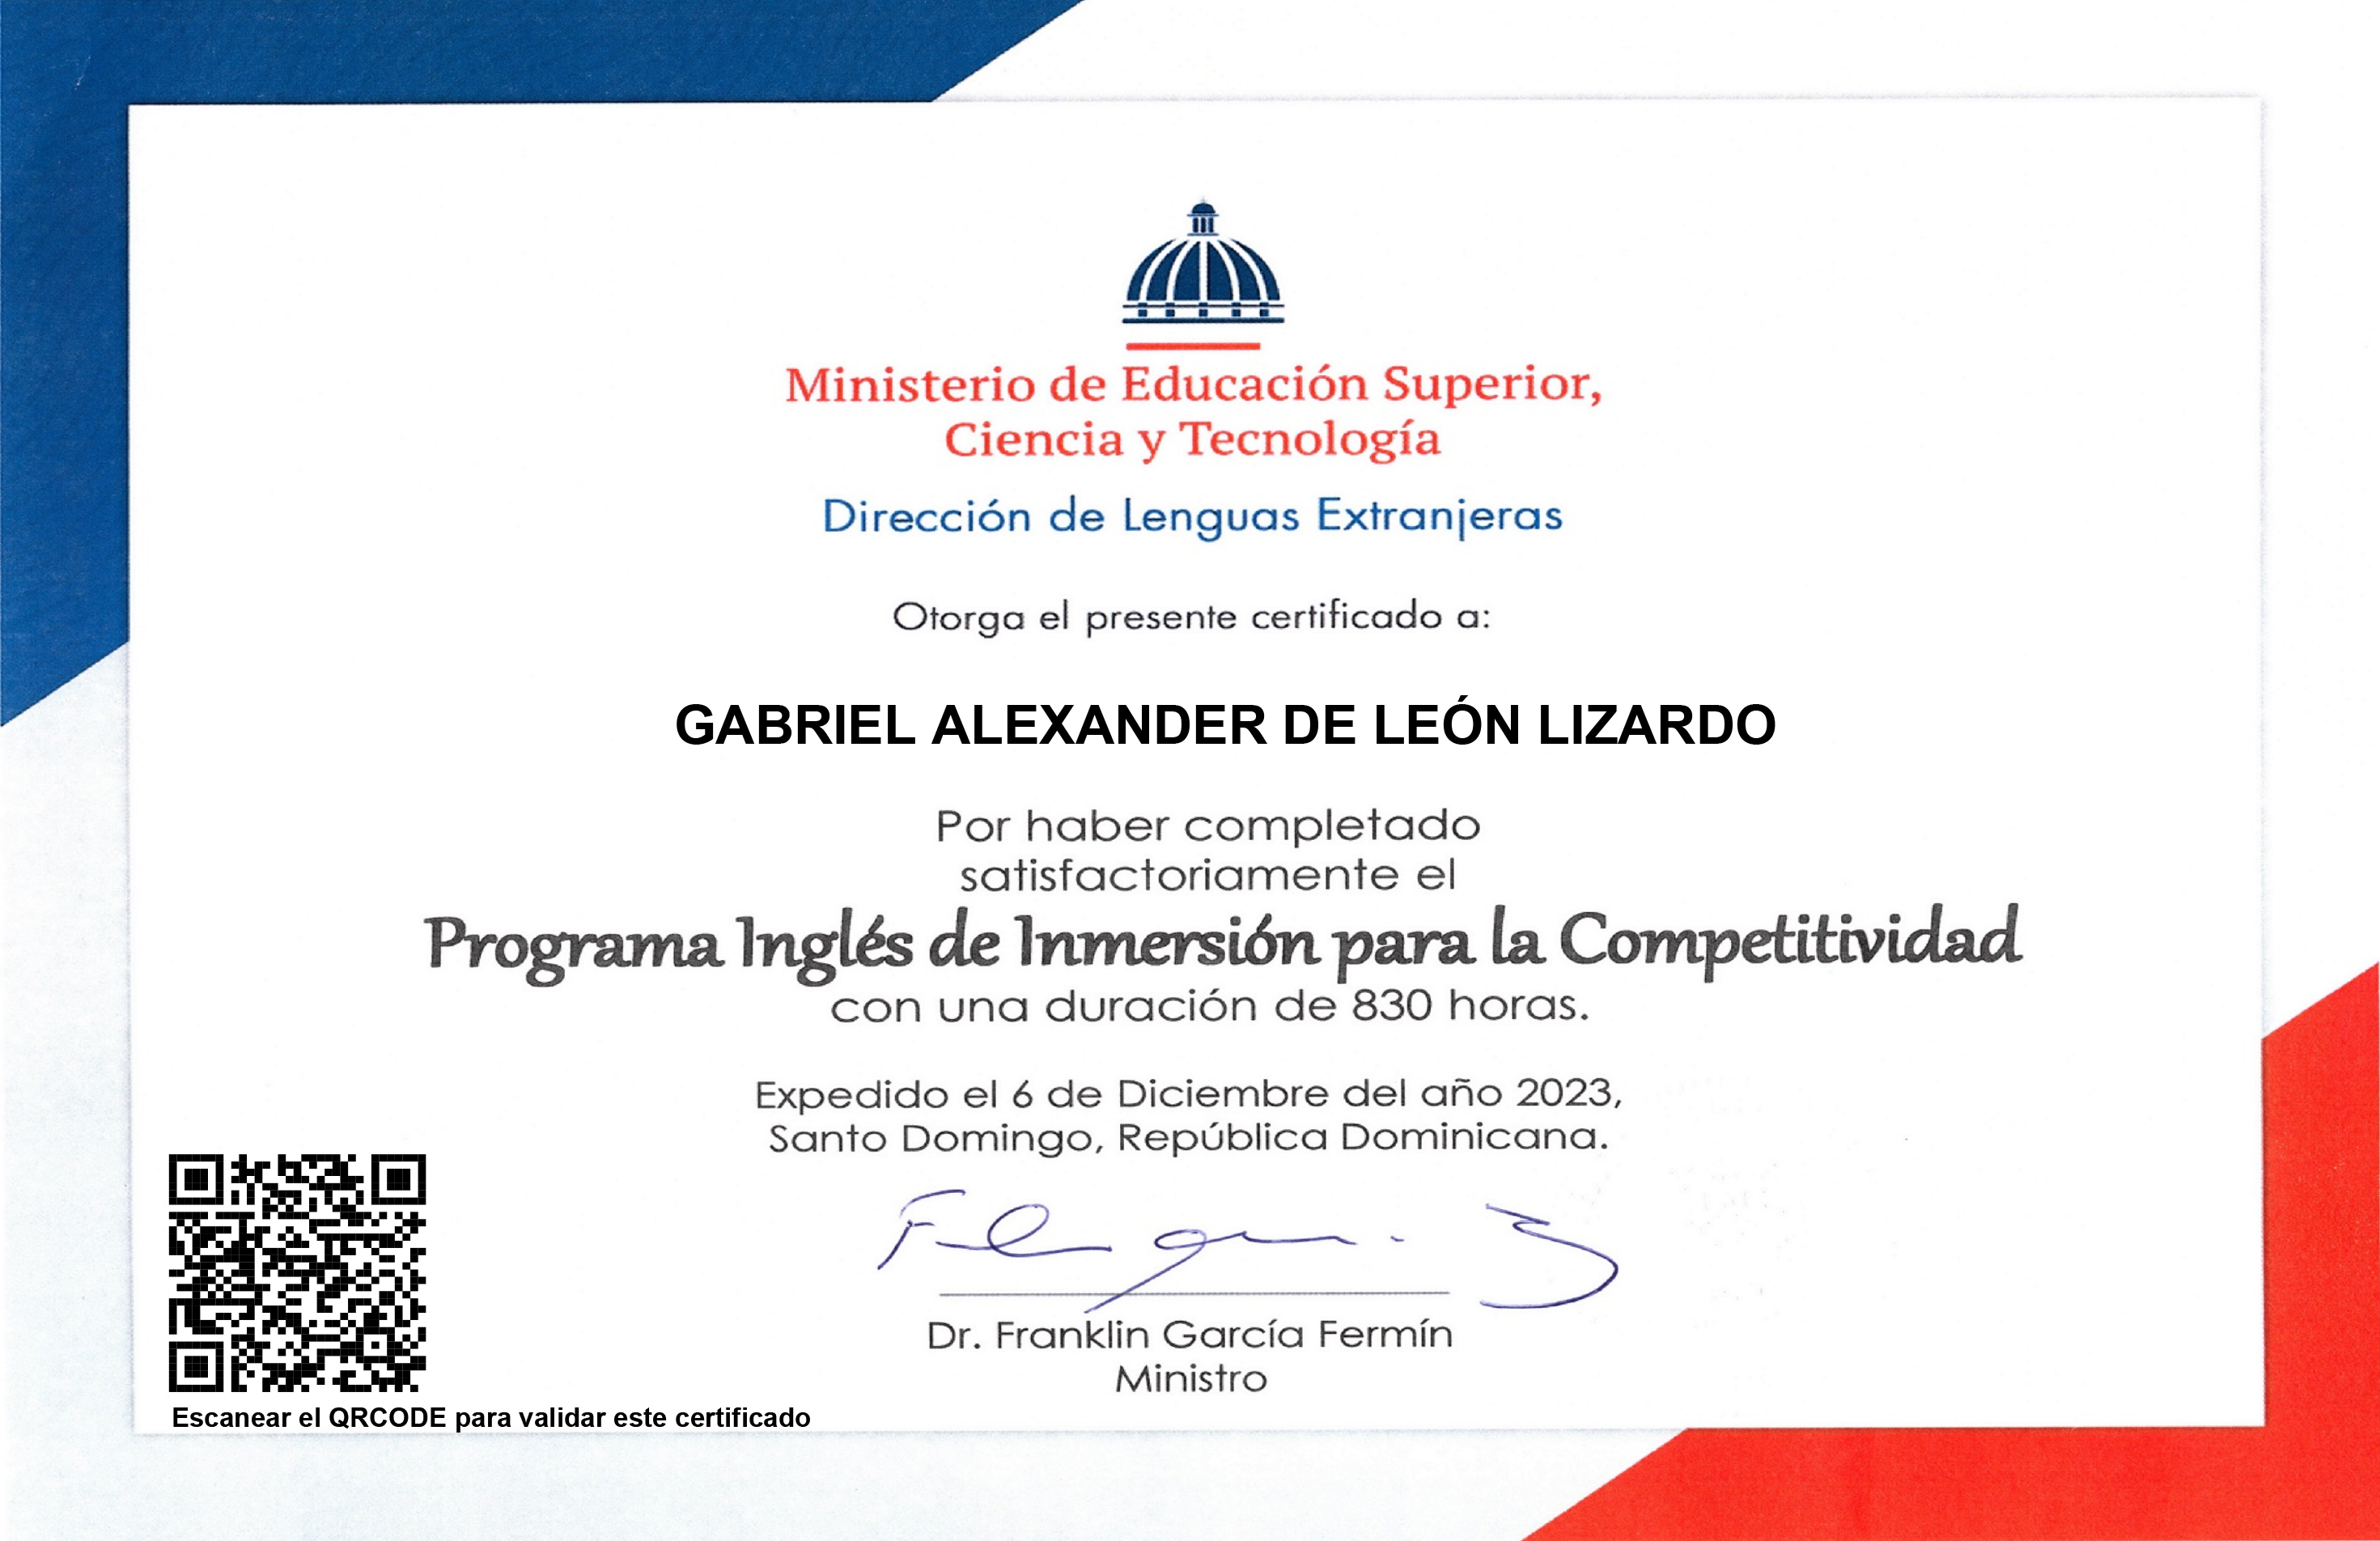 Ministerio de Educación Superior,
Ciencia y Tecnología
Dirección de Lenguas Extranjeras
Otorga el presente certificado a:
GABRIEL ALEXANDER DE LEÓN LIZARDO
Por haber completado
satisfactoriamente el
Programa Inglés de Inmersión para la Competitividad
con una duración de 830 horas.
Expedido el 6 de Diciembre del año 2023,
Santo Domingo, República Dominicana.
Dr. Franklin García Fermín
Ministro
Escanear el QRCODE para validar este certificado